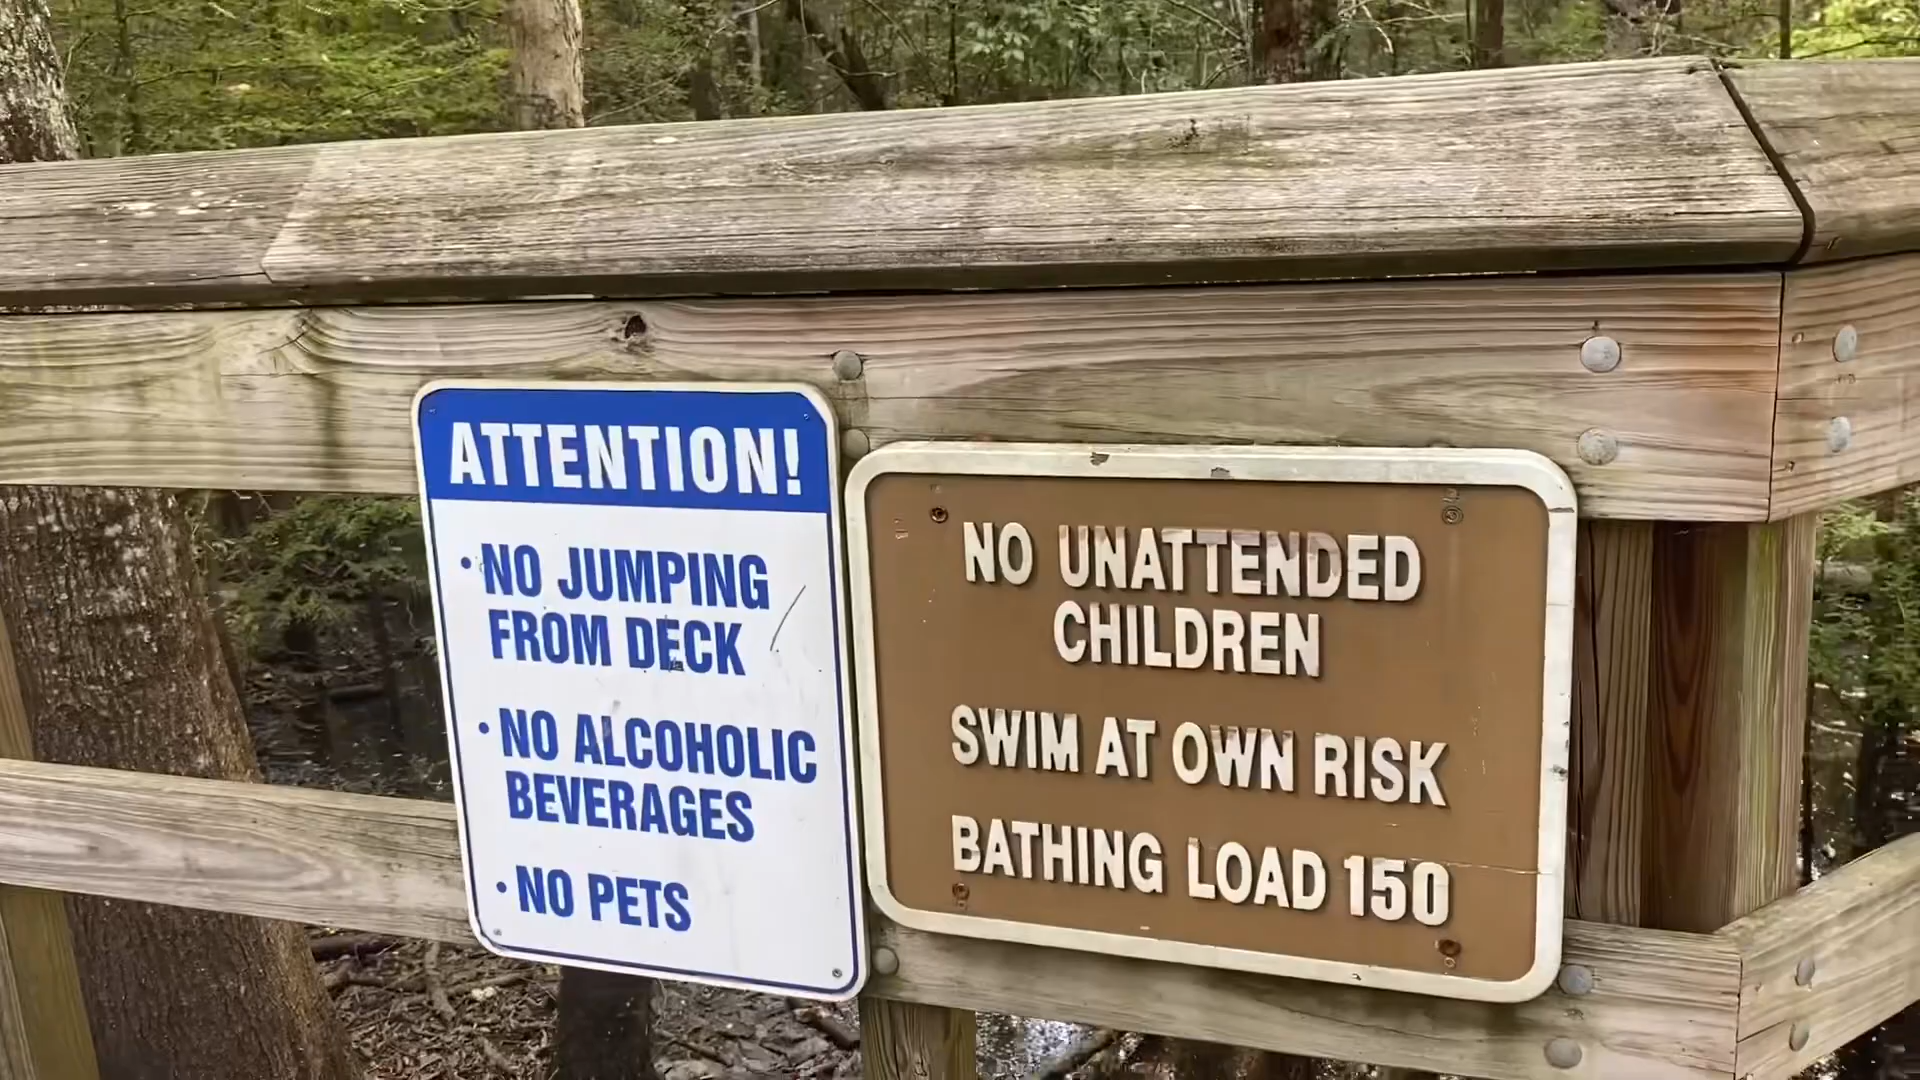 ATTENTION!
• NO JUMPING
FROM DECK
• NO ALCOHOLIC
BEVERAGES
• NO PETS
NO UNATTENDED
CHILDREN
SWIM AT OWN RISK
BATHING LOAD 150